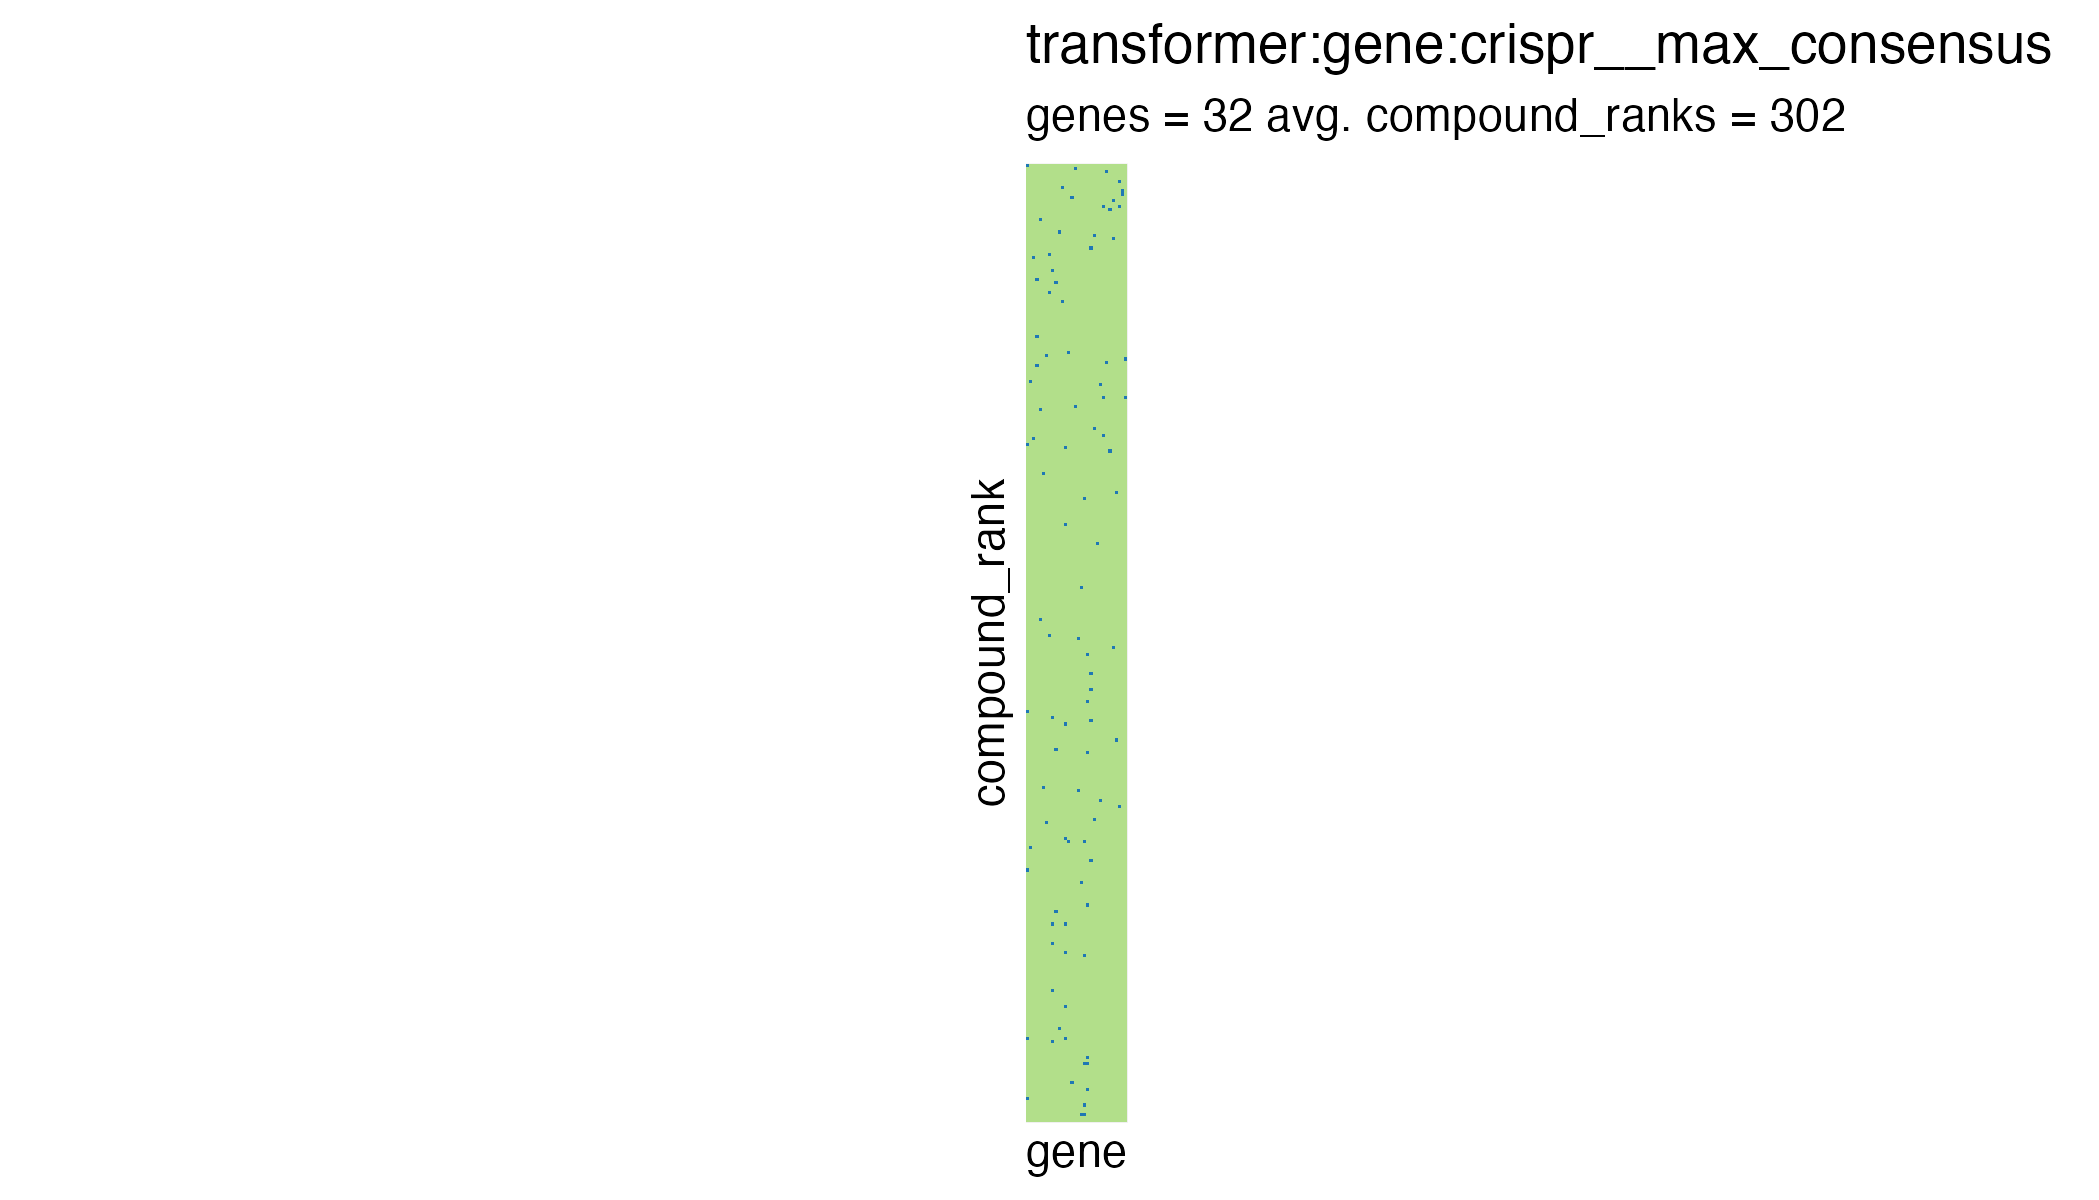 transformer:gene:crispr__max_consensus
genes = 32 avg. compound_ranks = 302
compound_rank
gene